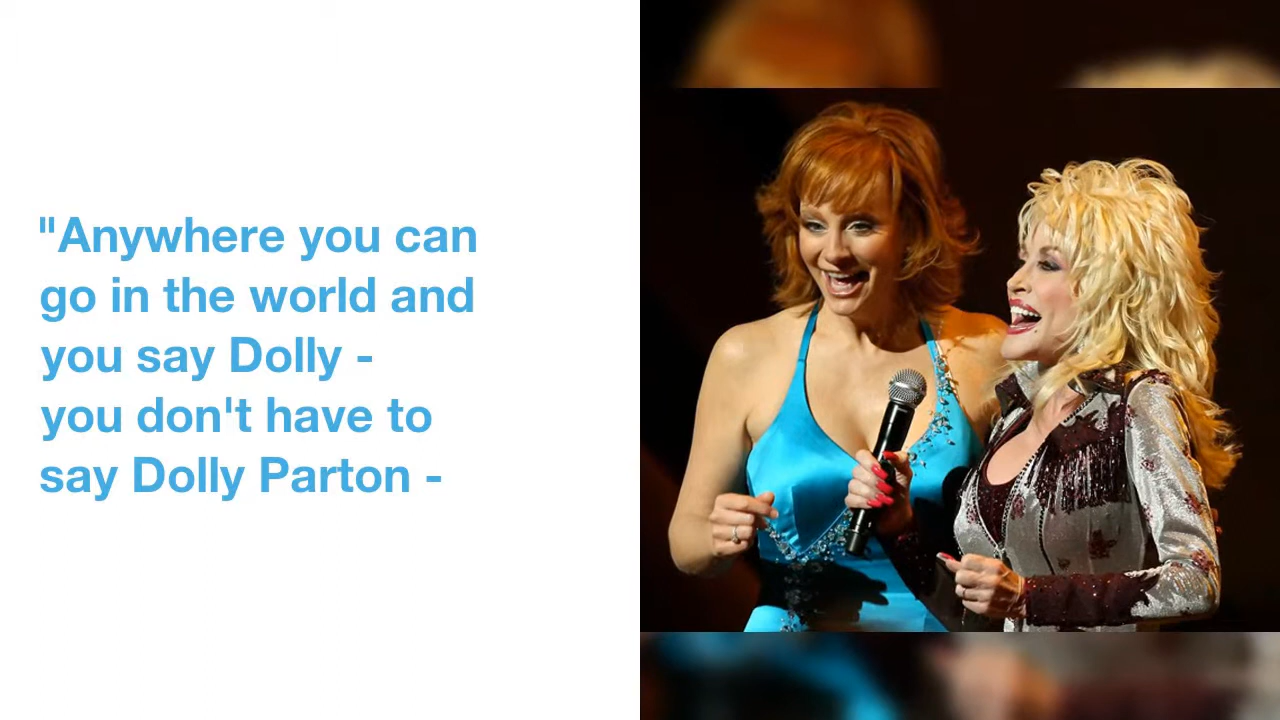 "Anywhere you can
go in the world and
you say Dolly -
you don't have to
say Dolly Parton -